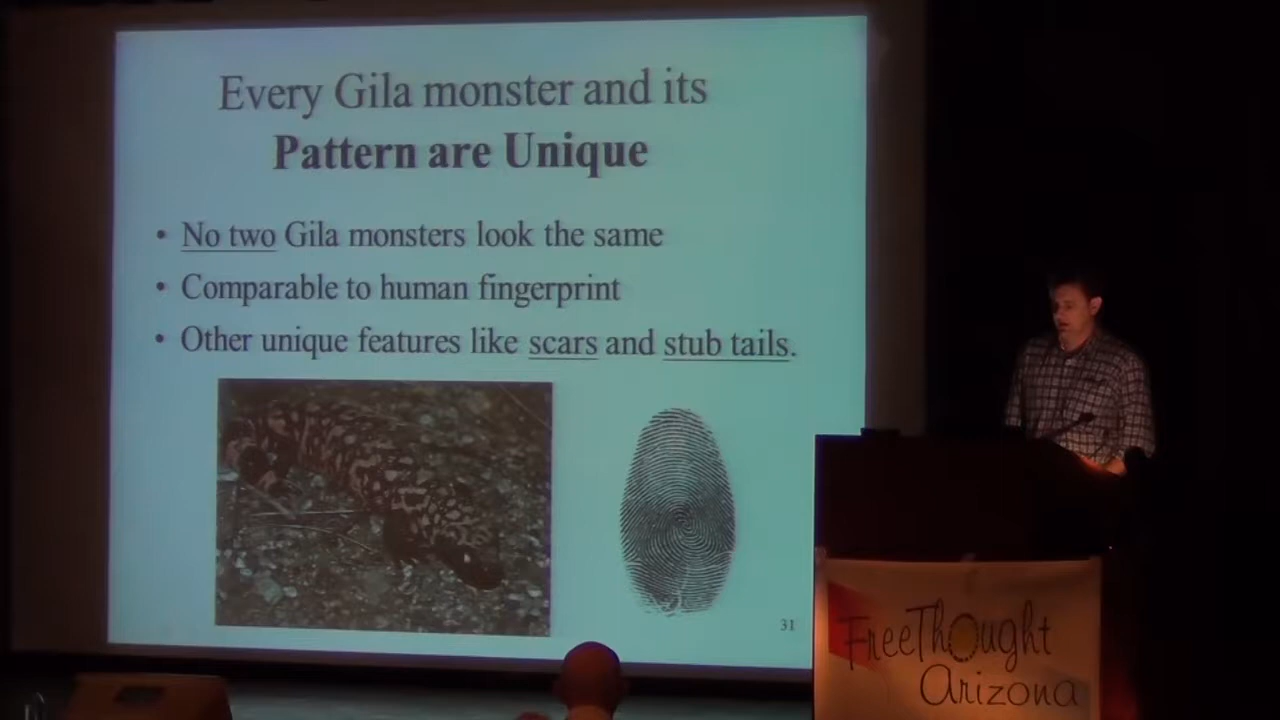 Every Gila monster and its
Pattern are Unique
• No two Gila monsters look the same
• Comparable to human fingerprint
• Other unique features like scars and stub tails.
31
FreeThought
Arizona